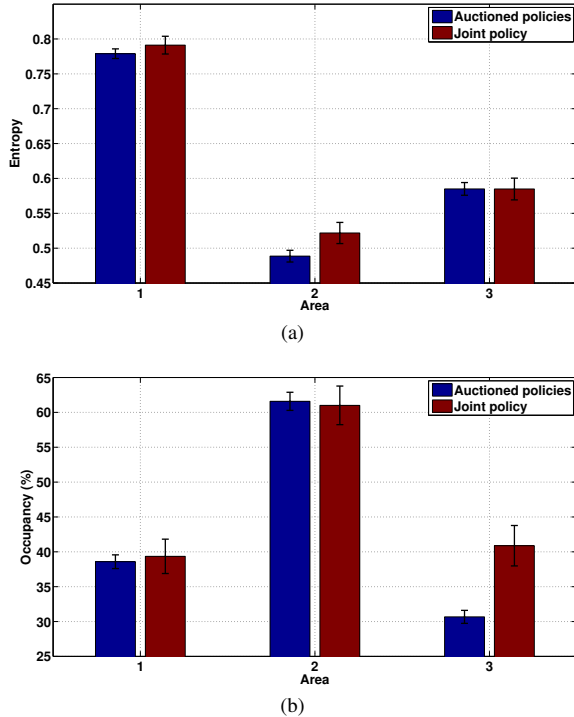 Auctioned policies
Joint policy
0.8
0.75
0.7
0.65
0.6
0.55
0.5
0.45
Entropy
1 2 3
Area
(a)
Auctioned policies
Joint policy
65
60
55
50
45
40
35
30
25
Occupancy (%)
1 2 3
Area
(b)